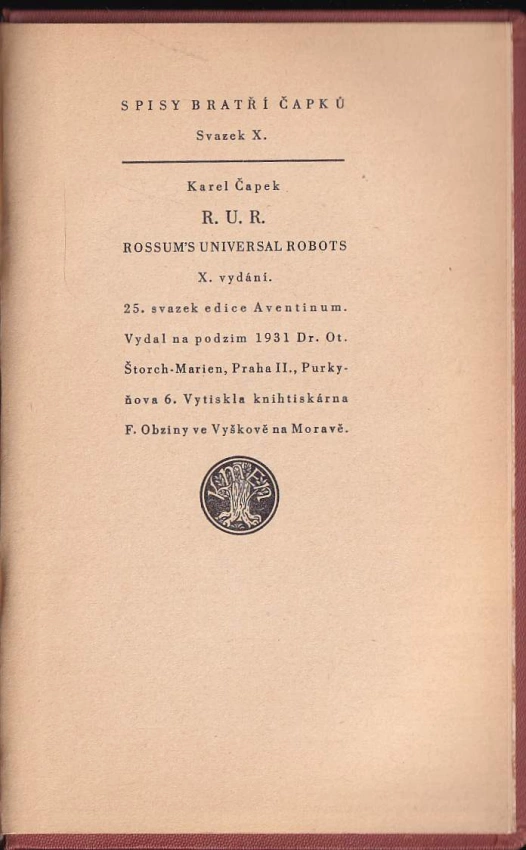 SPISY BRATŘÍ ČAPKŮ
Svazek X.
Karel Čapek
R. U. R.
ROSSUM'S UNIVERSAL ROBOTS
X. vydání.
25. svazek edice Aventinum.
Vydal na podzim 1931 Dr. Ot.
Štorch-Marien, Praha II., Purky-
ňova 6. Vytiskla knihtiskárna
F. Obziny ve Vyškově na Moravě.
KMEN